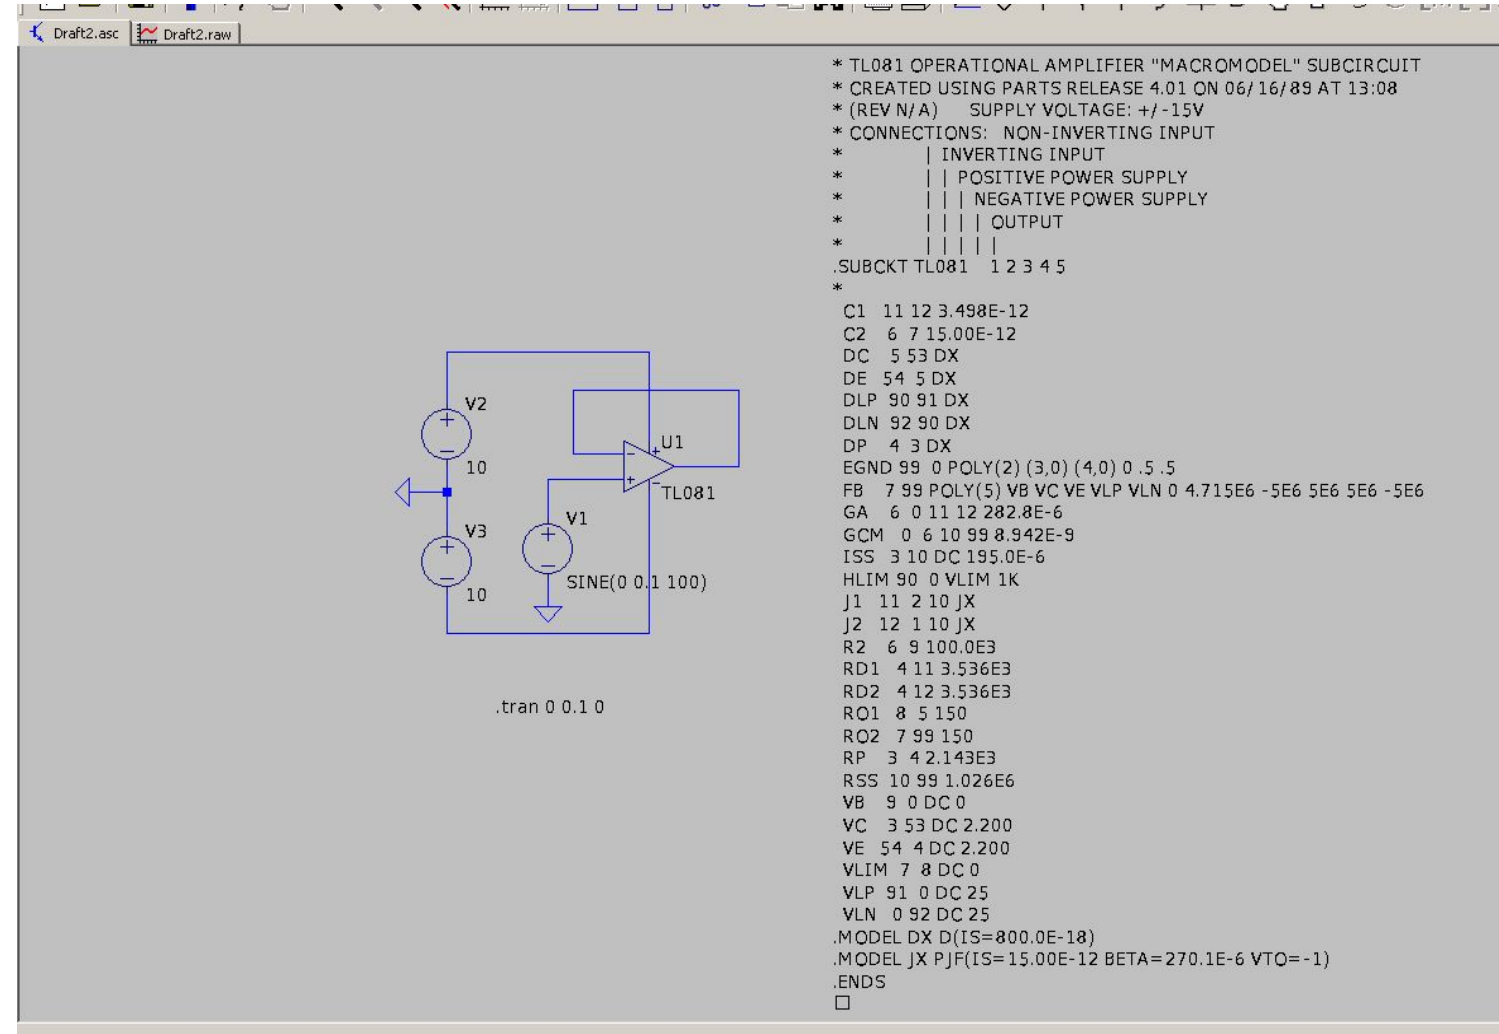 Draft2.asc
Draft2.raw
V2
10
V3
10
V1
SINE(0 0.1 100)
U1
TL081
.tran 0 0.1 0
* TL081 OPERATIONAL AMPLIFIER "MACROMODEL" SUBCIRCUIT
* CREATED USING PARTS RELEASE 4.01 ON 06/16/89 AT 13:08
* (REV N/A) SUPPLY VOLTAGE: +/-15V
* CONNECTIONS: NON-INVERTING INPUT
* | INVERTING INPUT
* | | POSITIVE POWER SUPPLY
* | | | NEGATIVE POWER SUPPLY
* | | | | OUTPUT
* | | | | |
.SUBCKT TL081 1 2 3 4 5
*
C1 11 12 3.498E-12
C2 6 7 15.00E-12
DC 5 53 DX
DE 54 5 DX
DLP 90 91 DX
DLN 92 90 DX
DP 4 3 DX
EGND 99 0 POLY(2) (3,0) (4,0) 0 .5 .5
FB 7 99 POLY(5) VB VC VE VLP VLN 0 4.715E6 -5E6 5E6 5E6 -5E6
GA 6 0 11 12 282.8E-6
GCM 0 6 10 99 8.942E-9
ISS 3 10 DC 195.0E-6
HLIM 90 0 VLIM 1K
J1 11 2 10 JX
J2 12 1 10 JX
R2 6 9 100.0E3
RD1 4 11 3.536E3
RD2 4 12 3.536E3
RO1 8 5 150
RO2 7 99 150
RP 3 4 2.143E3
RSS 10 99 1.026E6
VB 9 0 DC 0
VC 3 53 DC 2.200
VE 54 4 DC 2.200
VLIM 7 8 DC 0
VLP 91 0 DC 25
VLN 0 92 DC 25
.MODEL DX D(IS=800.0E-18)
.MODEL JX PJF(IS=15.00E-12 BETA=270.1E-6 VTO=-1)
.ENDS